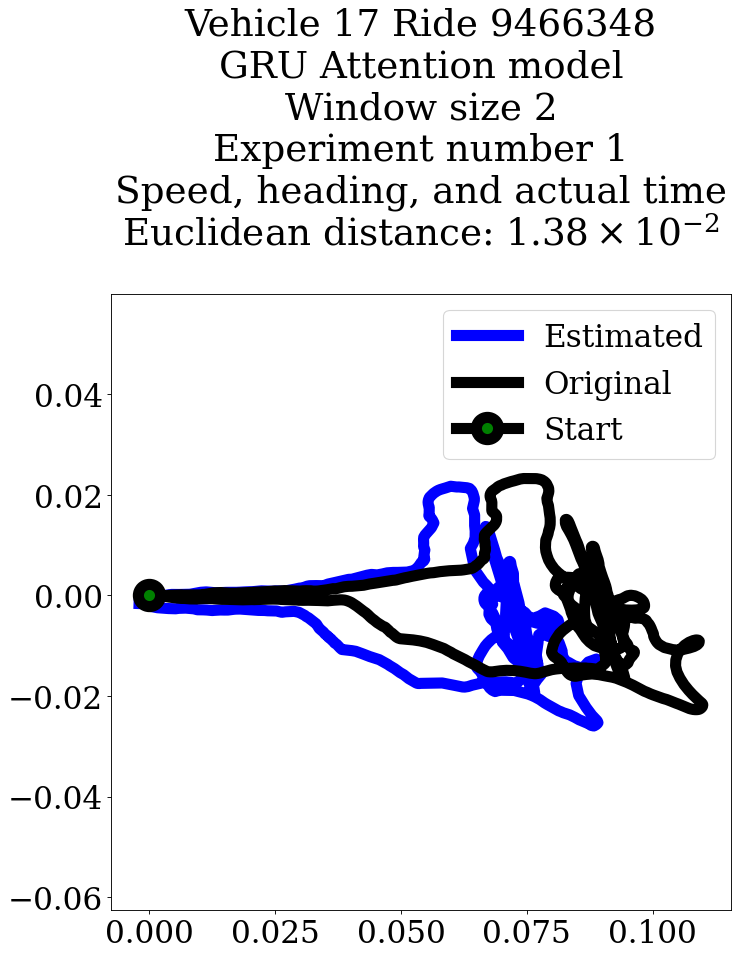 Vehicle 17 Ride 9466348
GRU Attention model
Window size 2
Experiment number 1
Speed, heading, and actual time
Euclidean distance: 1.38 × 10⁻²
Estimated
Original
Start
0.04
0.02
0.00
−0.02
−0.04
−0.06
0.000 0.025 0.050 0.075 0.100